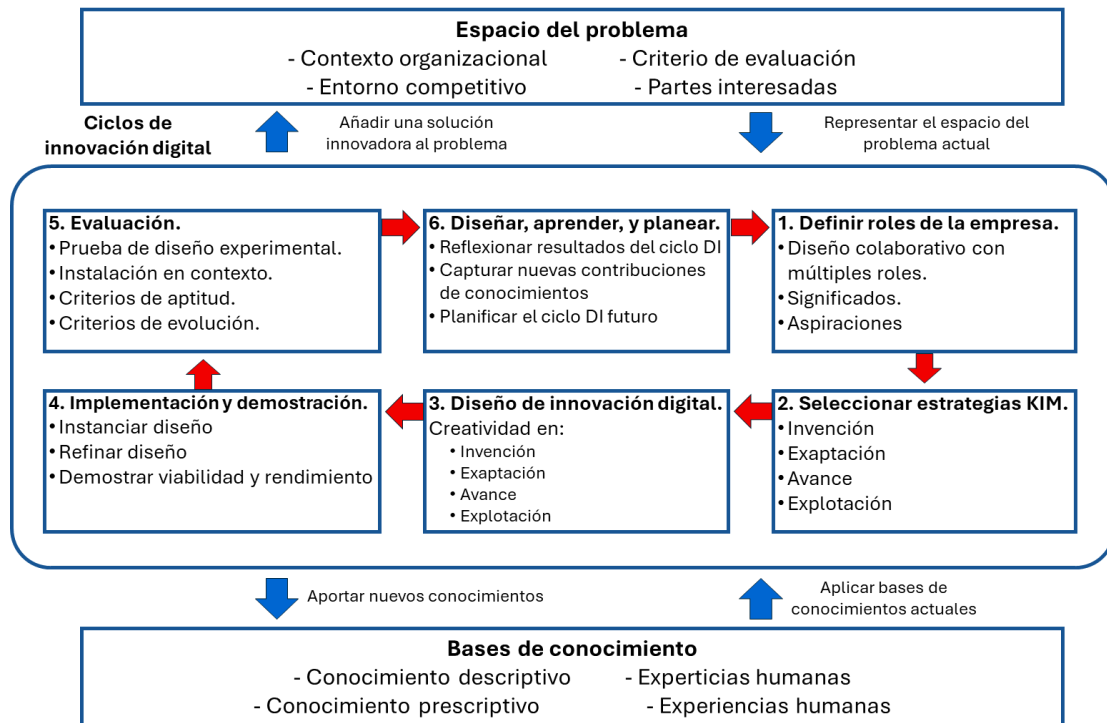 Espacio del problema
- Contexto organizacional - Criterio de evaluación
- Entorno competitivo - Partes interesadas
Ciclos de
innovación digital
Añadir una solución
innovadora al problema
Representar el espacio del
problema actual
5. Evaluación.
• Prueba de diseño experimental.
• Instalación en contexto.
• Criterios de aptitud.
• Criterios de evolución.
6. Diseñar, aprender, y planear.
• Reflexionar resultados del ciclo DI
• Capturar nuevas contribuciones
de conocimientos
• Planificar el ciclo DI futuro
1. Definir roles de la empresa.
• Diseño colaborativo con
múltiples roles.
• Significados.
• Aspiraciones
4. Implementación y demostración.
• Instanciar diseño
• Refinar diseño
• Demostrar viabilidad y rendimiento
3. Diseño de innovación digital.
Creatividad en:
• Invención
• Exaptación
• Avance
• Explotación
2. Seleccionar estrategias KIM.
• Invención
• Exaptación
• Avance
• Explotación
Aportar nuevos conocimientos
Aplicar bases de
conocimientos actuales
Bases de conocimiento
- Conocimiento descriptivo - Experticias humanas
- Conocimiento prescriptivo - Experiencias humanas